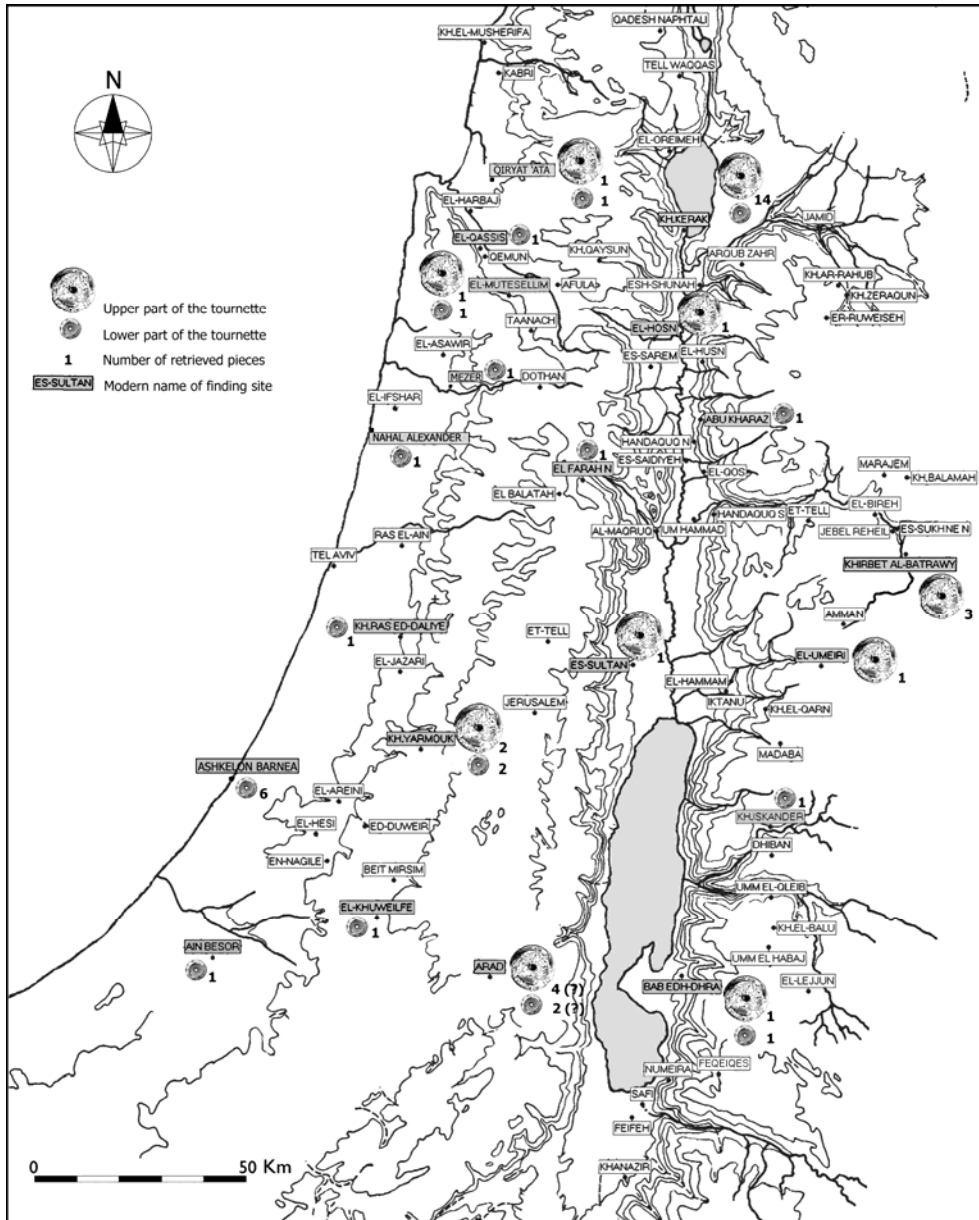 QADESH NAPHTALI
KH.EL-MUSHERIFA
TELL WAQQAS
KABRI
N
EL-OREIMEH
QIRYAT 'ATA
1
1
14
EL-HARBAJ
KH.KERAK
JAMID
EL-QASSIS
1
QEMUN
KH.QAYSUN
ARQUB ZAHR
KH.AR-RAHUB
EL-MUTESELLIM
AFULA
ESH-SHUNAH
KH.ZERAQUN
1
1
Upper part of the tournette
Lower part of the tournette
1 Number of retrieved pieces
ES-SULTAN Modern name of finding site
TAANACH
EL-HOSN
1
ER-RUWEISEH
EL-ASAWIR
ES-SAREM
EL-HUSN
MEZER
1
DOTHAN
EL-IFSHAR
ABU KHARAZ
1
NAHAL ALEXANDER
1
HANDAQUQ N
1
ES-SAIDIYEH
EL FARAH N
EL-QOS
MARAJEM
KH.BALAMAH
EL BALATAH
EL-BIREH
HANDAQUQ S
ET-TELL
UM HAMMAD
AL-MAQRUQ
JEBEL REHEIL
ES-SUKHNE N
RAS EL-AIN
TEL AVIV
KHIRBET AL-BATRAWY
3
AMMAN
KH.RAS ED-DALIYE
1
ET-TELL
ES-SULTAN
1
EL-UMEIRI
1
EL-JAZARI
EL-HAMMAM
IKTANU
JERUSALEM
KH.EL-QARN
KH.YARMOUK
2
2
MADABA
ASHKELON BARNEA
6
EL-AREINI
1
KH.ISKANDER
EL-HESI
ED-DUWEIR
DHIBAN
EN-NAGILE
BEIT MIRSIM
UMM EL-QLEIB
EL-KHUWEILFE
1
KH.EL-BALU
AIN BESOR
1
UMM EL HABAJ
ARAD
4 (?)
2 (?)
BAB EDH-DHRA
1
1
EL-LEJJUN
NUMEIRA
FEQEIQES
SAFI
FEIFEH
KHANAZIR
0 50 Km